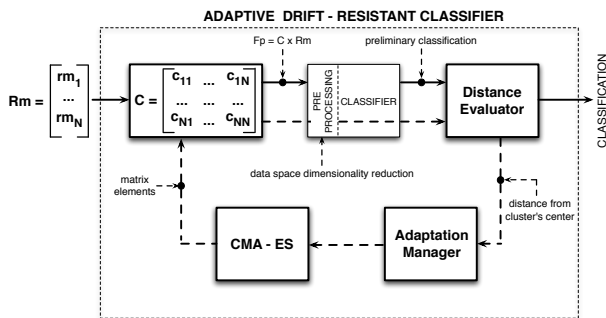 ADAPTIVE DRIFT - RESISTANT CLASSIFIER
Fp = C x Rm
preliminary classification
Rm =
rm1
...
rmN
C =
c11 ... c1N
... ... ...
cN1 ... cNN
PRE
PROCESSING
CLASSIFIER
Distance
Evaluator
CLASSIFICATION
matrix
elements
data space dimensionality reduction
distance from
cluster's center
CMA - ES
Adaptation
Manager